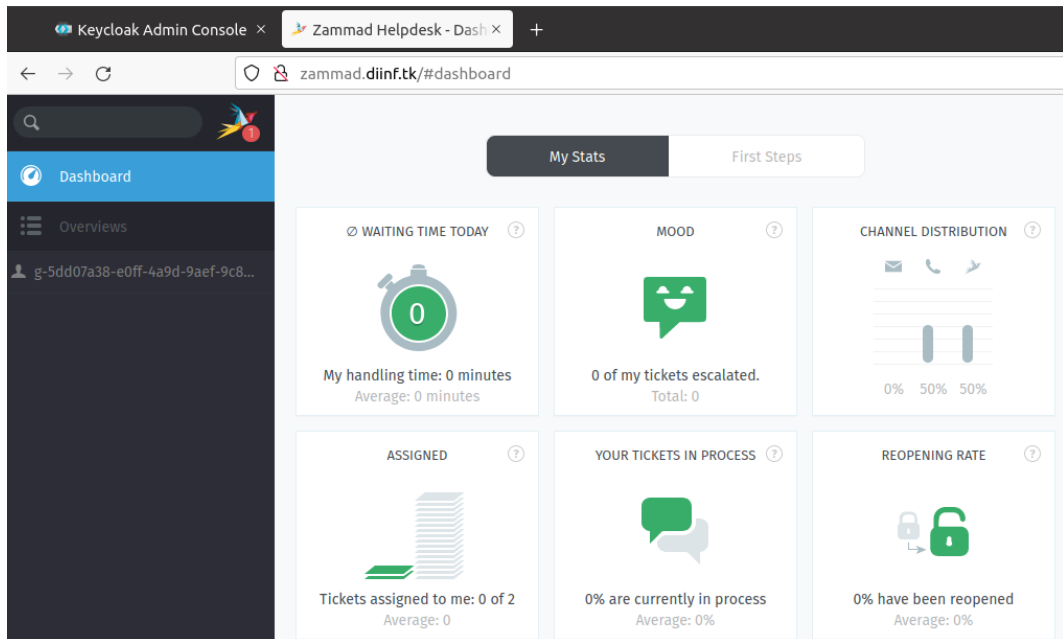 Keycloak Admin Console
Zammad Helpdesk - Dash
zammad.diinf.tk/#dashboard
1
Dashboard
Overviews
g-5dd07a38-e0ff-4a9d-9aef-9c8...
My Stats
First Steps
∅ WAITING TIME TODAY ?
0
My handling time: 0 minutes
Average: 0 minutes
MOOD ?
0 of my tickets escalated.
Total: 0
CHANNEL DISTRIBUTION ?
0% 50% 50%
ASSIGNED ?
Tickets assigned to me: 0 of 2
Average: 0
YOUR TICKETS IN PROCESS ?
0% are currently in process
Average: 0%
REOPENING RATE ?
0% have been reopened
Average: 0%